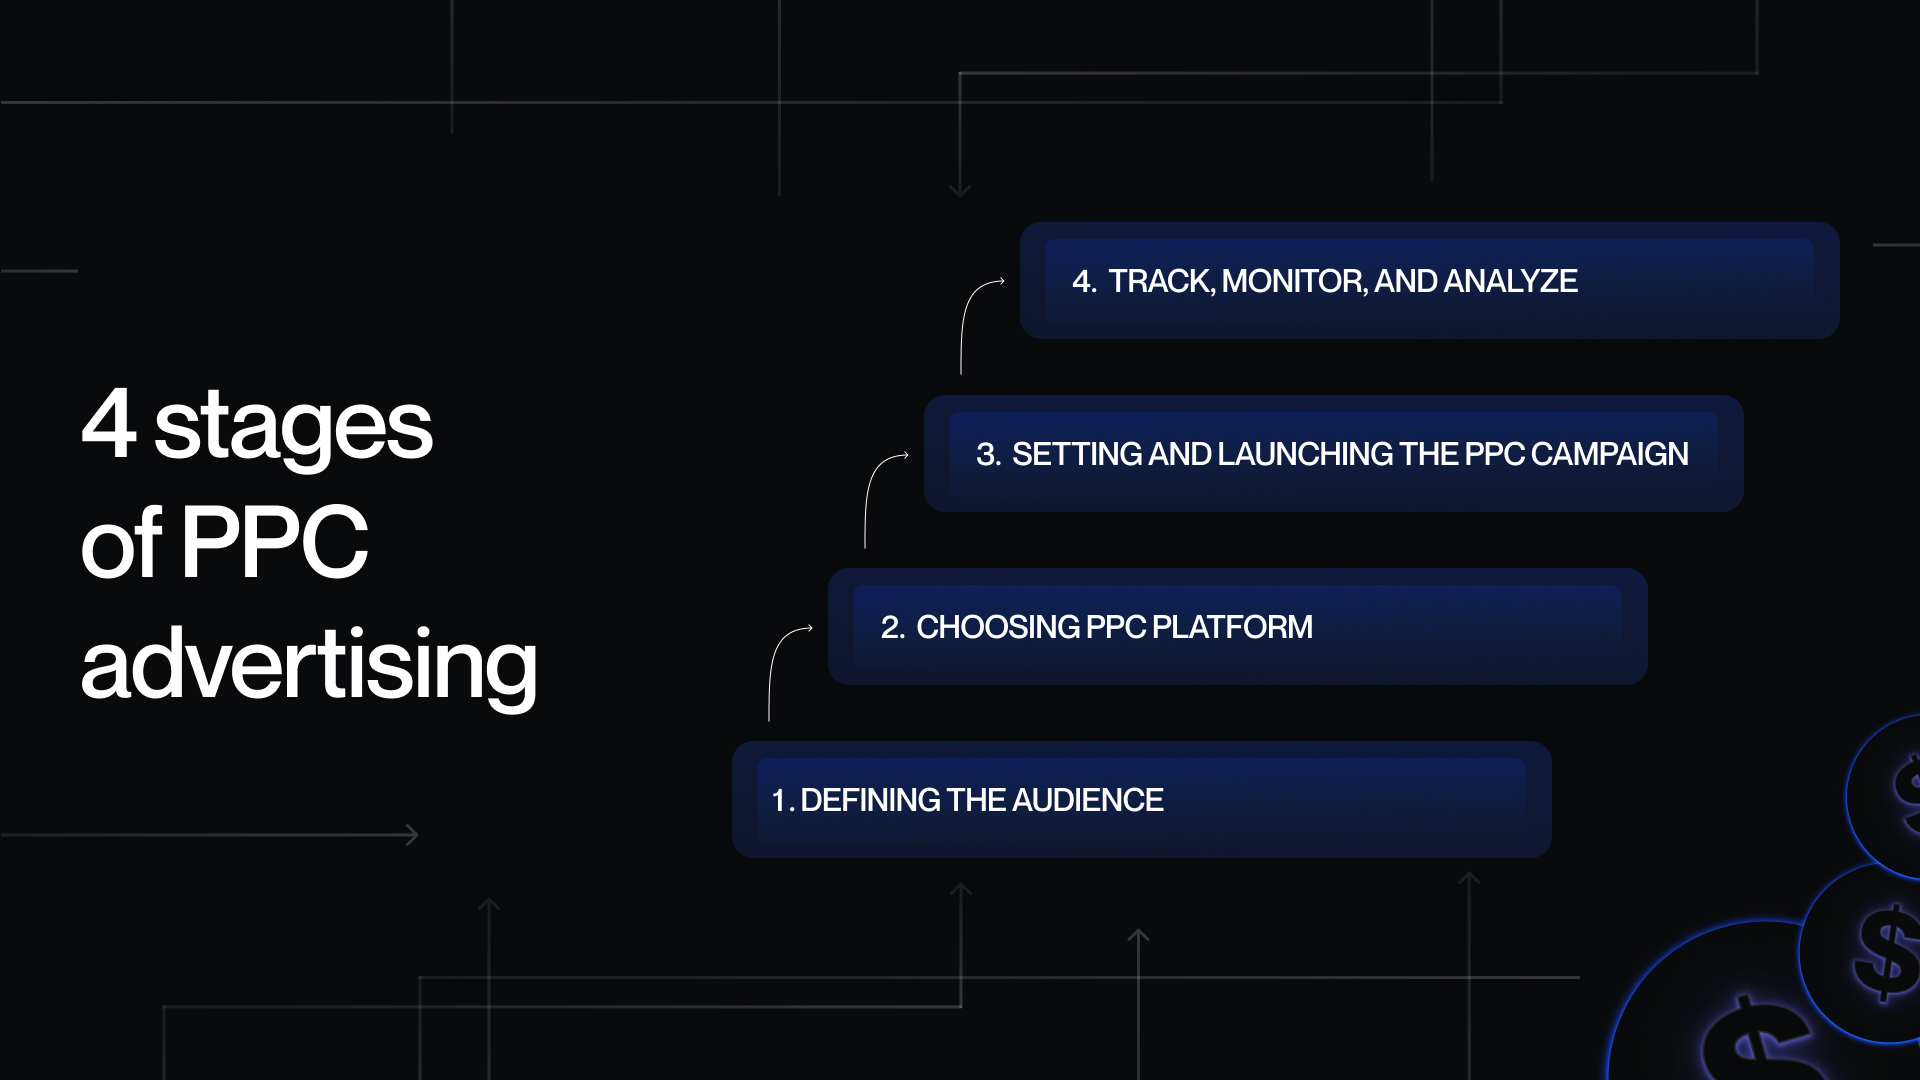 4 stages
of PPC
advertising
4. TRACK, MONITOR, AND ANALYZE
3. SETTING AND LAUNCHING THE PPC CAMPAIGN
2. CHOOSING PPC PLATFORM
1. DEFINING THE AUDIENCE
$
$
$